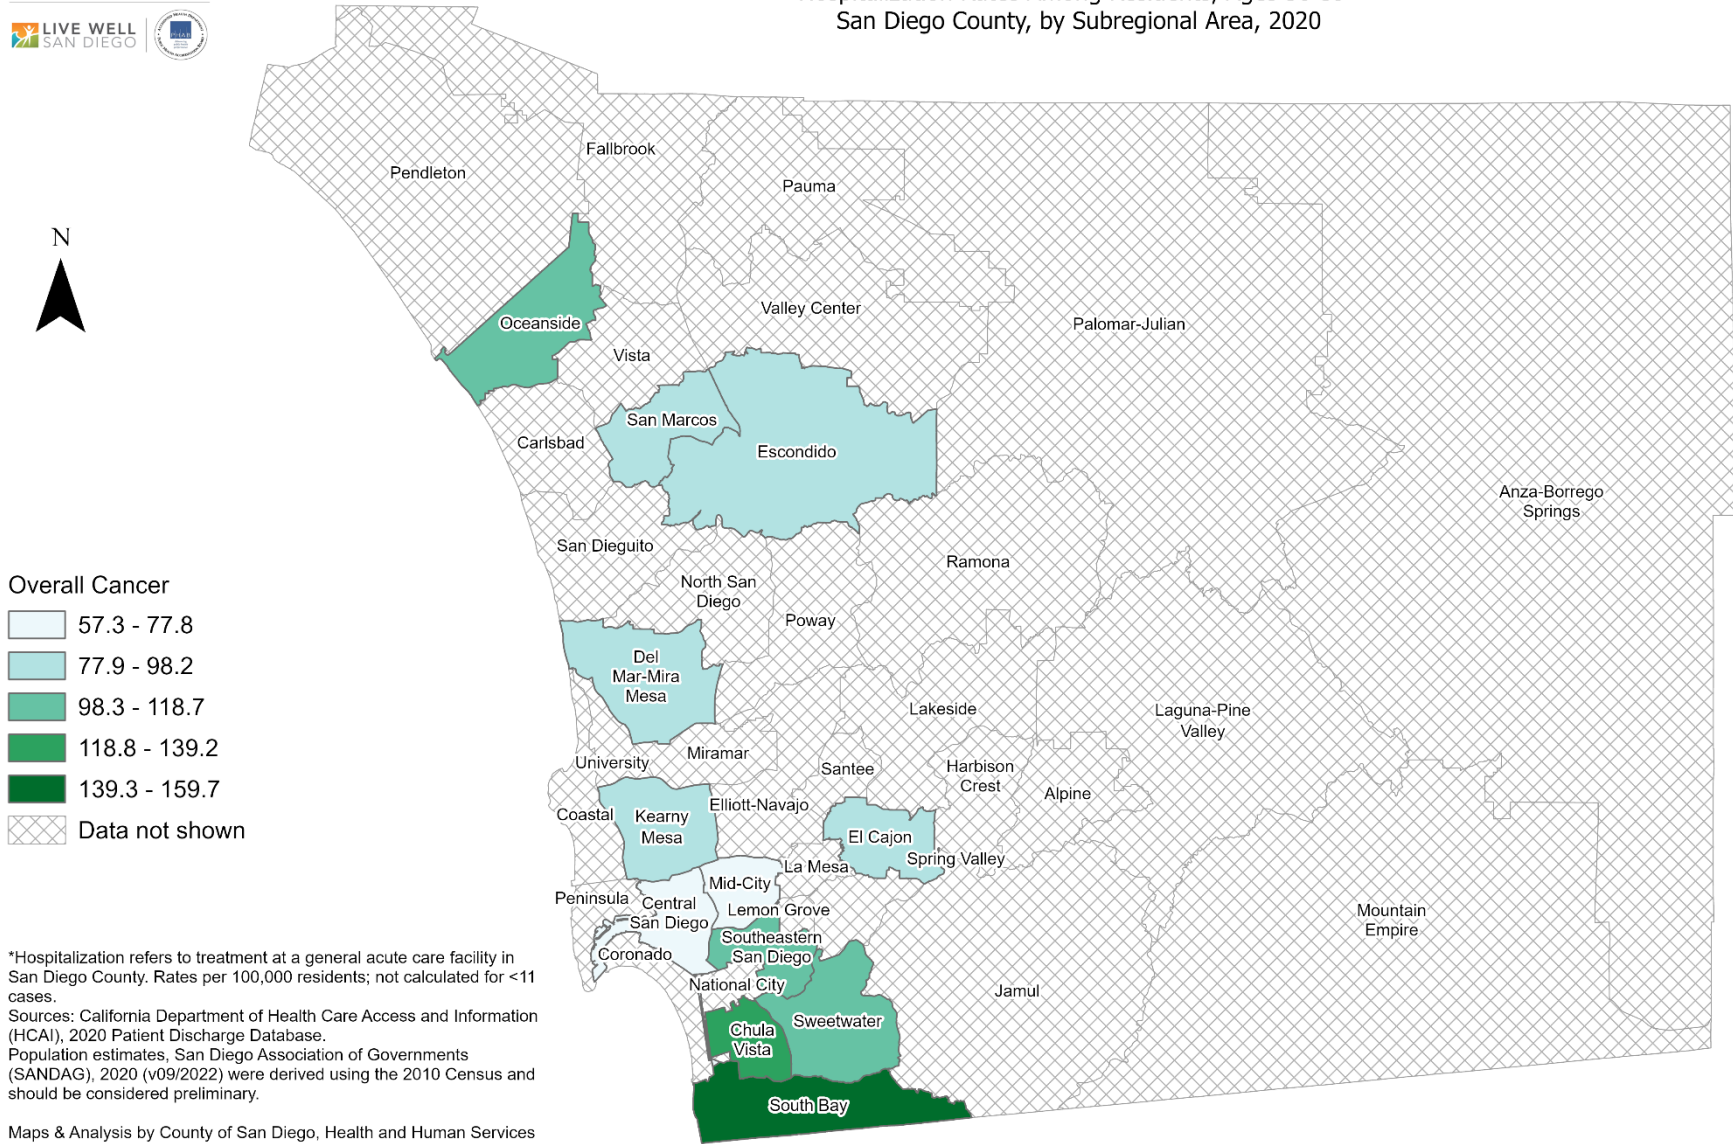 LIVE WELL
SAN DIEGO
San Diego County, by Subregional Area, 2020
N
Fallbrook
Pendleton
Pauma
Oceanside
Valley Center
Palomar-Julian
Vista
San Marcos
Carlsbad
Escondido
Anza-Borrego
Springs
San Dieguito
Ramona
North San
Diego
Poway
Del
Mar-Mira
Mesa
Lakeside
Laguna-Pine
Valley
Miramar
University
Santee
Harbison
Crest
Alpine
Coastal
Kearny
Mesa
Elliott-Navajo
El Cajon
Spring Valley
La Mesa
Mid-City
Peninsula
Central
San Diego
Lemon Grove
Mountain
Empire
Southeastern
San Diego
Coronado
National City
Jamul
Sweetwater
Chula
Vista
South Bay
Overall Cancer
57.3 - 77.8
77.9 - 98.2
98.3 - 118.7
118.8 - 139.2
139.3 - 159.7
Data not shown
*Hospitalization refers to treatment at a general acute care facility in
San Diego County. Rates per 100,000 residents; not calculated for <11
cases.
Sources: California Department of Health Care Access and Information
(HCAI), 2020 Patient Discharge Database.
Population estimates, San Diego Association of Governments
(SANDAG), 2020 (v09/2022) were derived using the 2010 Census and
should be considered preliminary.
Maps & Analysis by County of San Diego, Health and Human Services